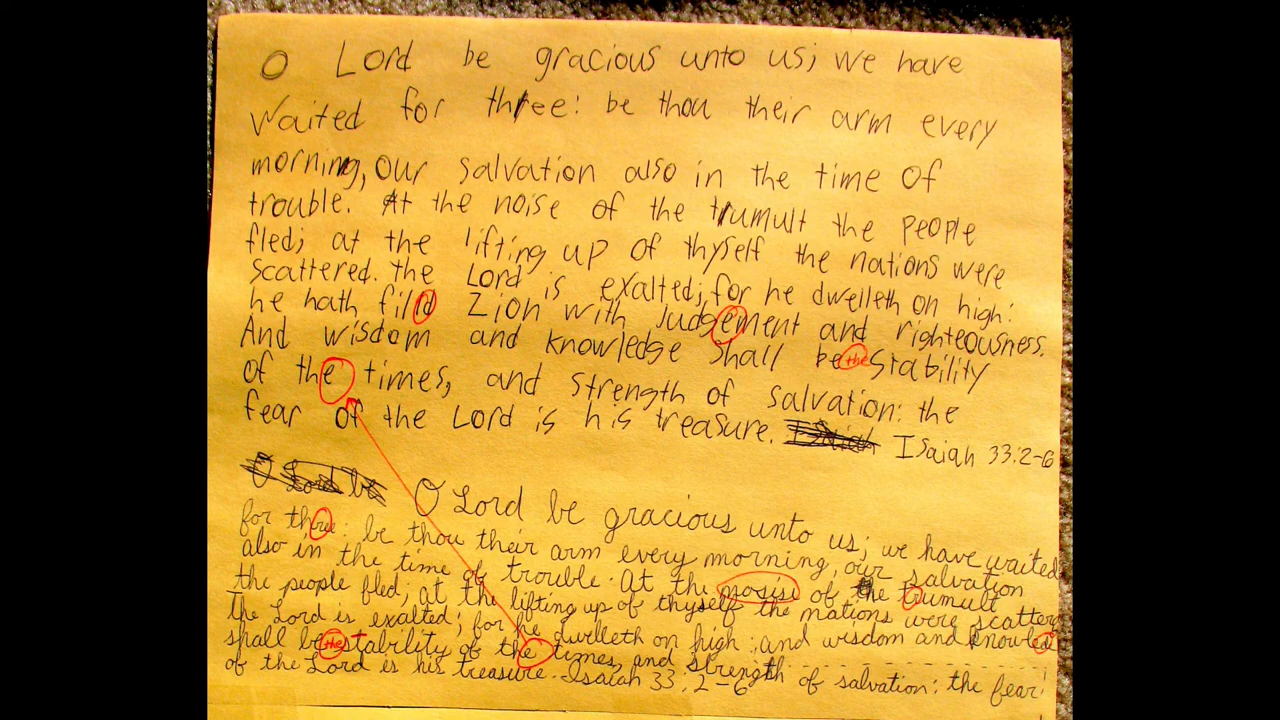 O Lord be gracious unto us; we have
waited for three: be thou their arm every
morning, our salvation also in the time of
trouble. At the noise of the trumult the people
fled; at the lifting up of thyself the nations were
scattered. the Lord is exalted; for he dwelleth on high:
he hath filld Zion with judgement and righteousness.
And wisdom and knowledge shall be the stability
of the times, and strength of salvation: the
fear of the Lord is his treasure. Isaiah 33:2-6
O Lord be O Lord be gracious unto us; we have waited
for thre: be thou their arm every morning, our salvation
also in the time of trouble. At the nosisi of the trumult
the people fled; at the lifting up of thyself the nations were scatter
The Lord is exalted; for he dwelleth on high: and wisdom and
shall be the stability of the times, and strength of salvation: the fear
of the Lord is his treasure. Isaiah 33:2-6